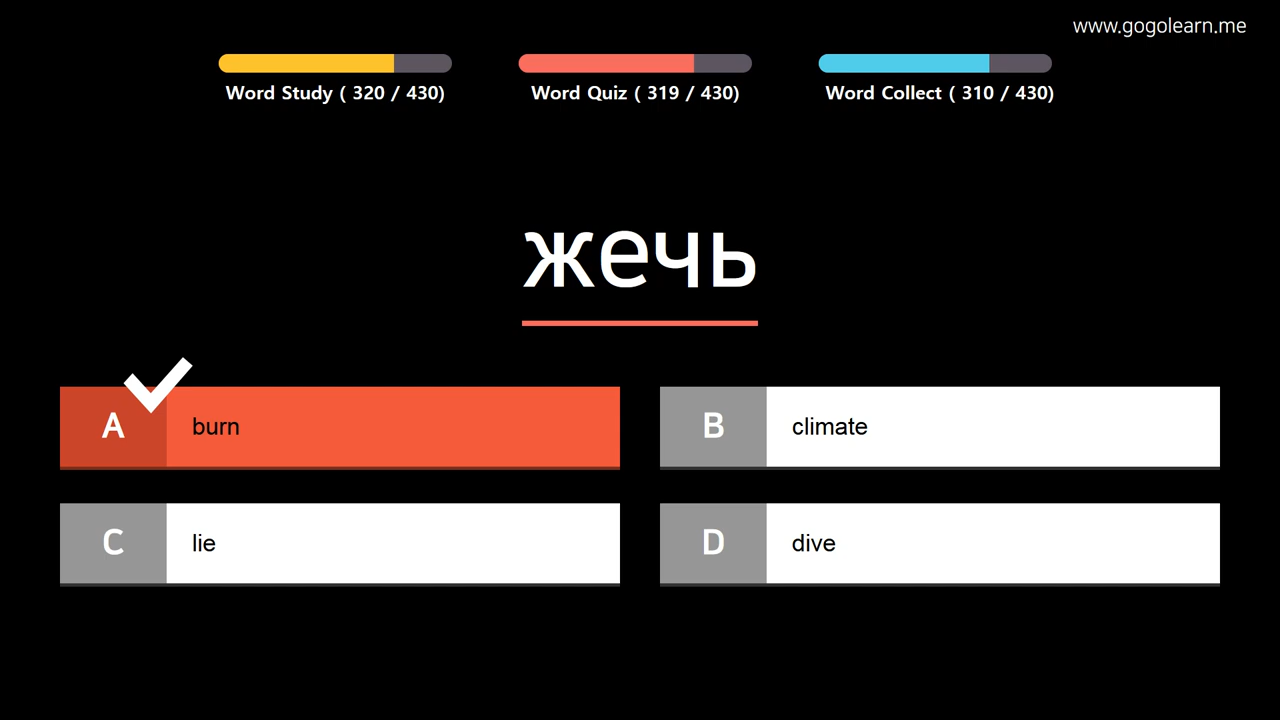 www.gogolearn.me
Word Study ( 320 / 430)
Word Quiz ( 319 / 430)
Word Collect ( 310 / 430)
жечь
A burn
B climate
C lie
D dive